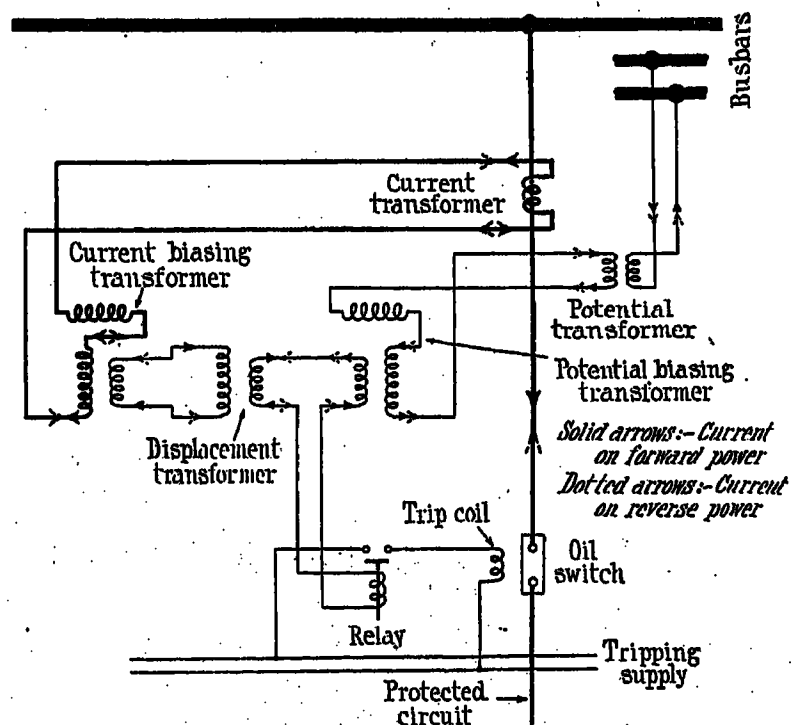 Busbars
Current
transformer
Current biasing
transformer
Potential
transformer
Potential biasing
transformer
Displacement
transformer
Solid arrows:- Current
on forward power
Dotted arrows:- Current
on reverse power
Trip coil
Oil
switch
Relay
Tripping
supply
Protected
circuit